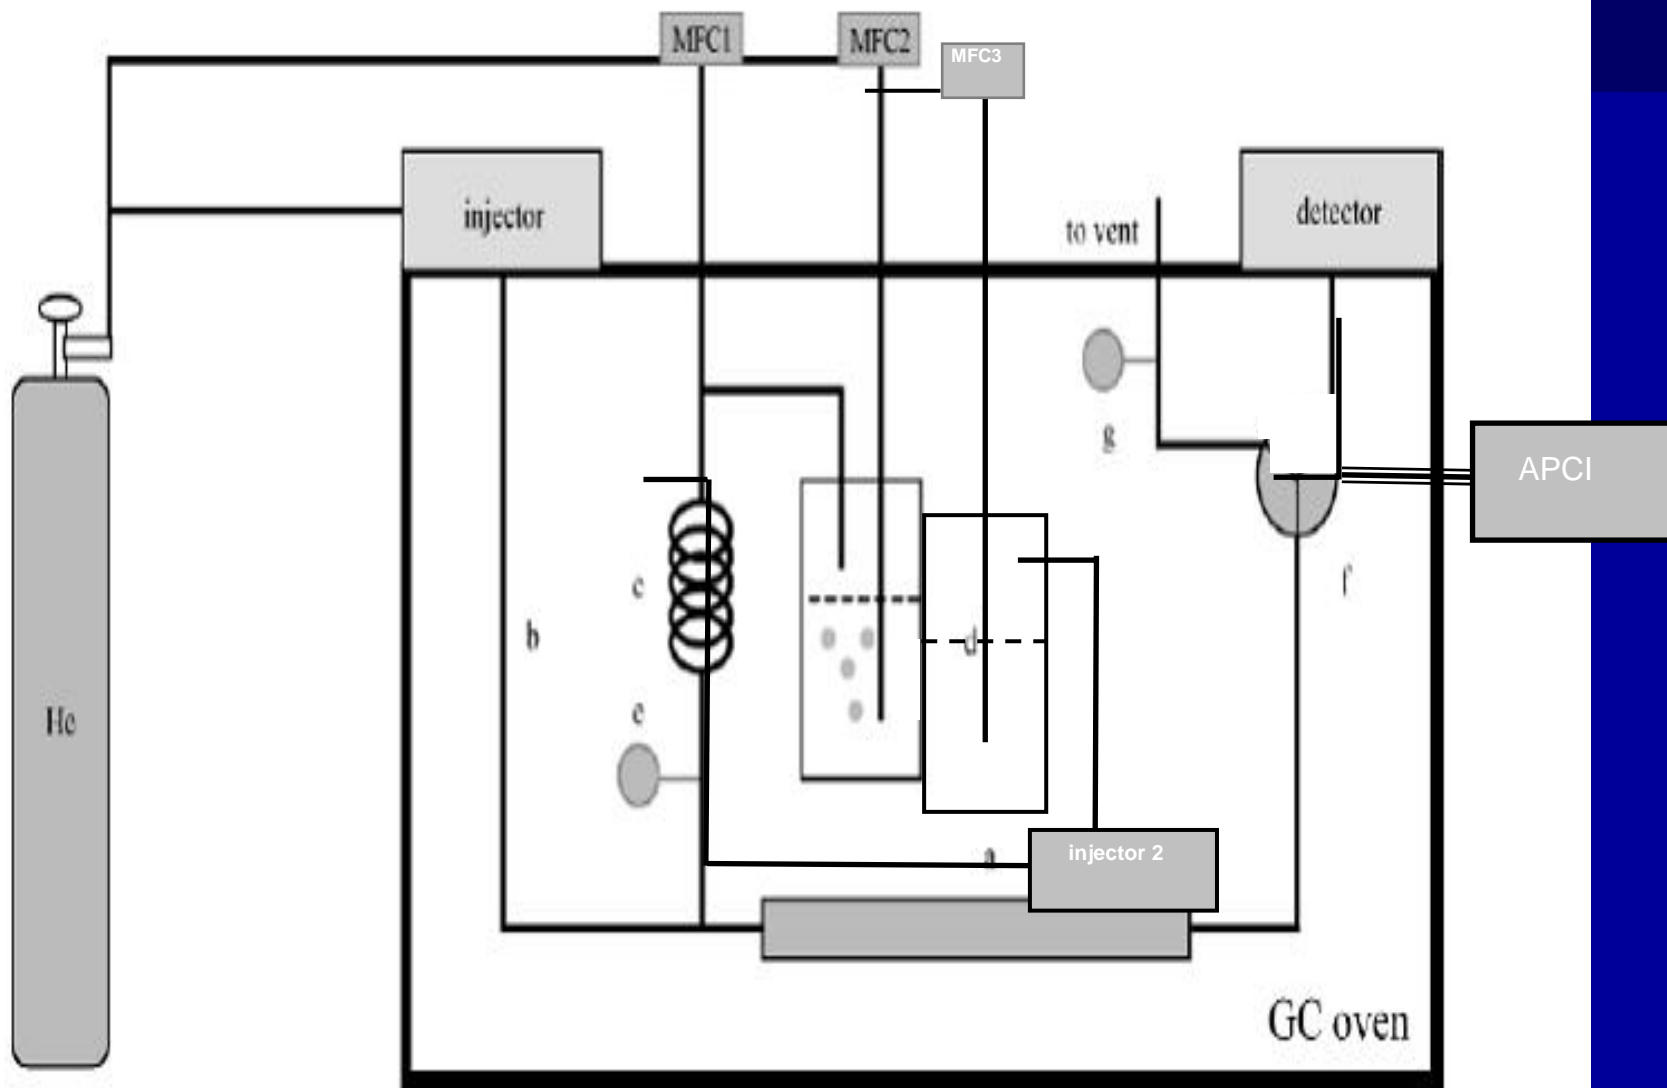 MFC1
MFC2
MFC3
injector
to vent
detector
g
APCI
c
f
b
d
e
He
a
injector 2
GC oven